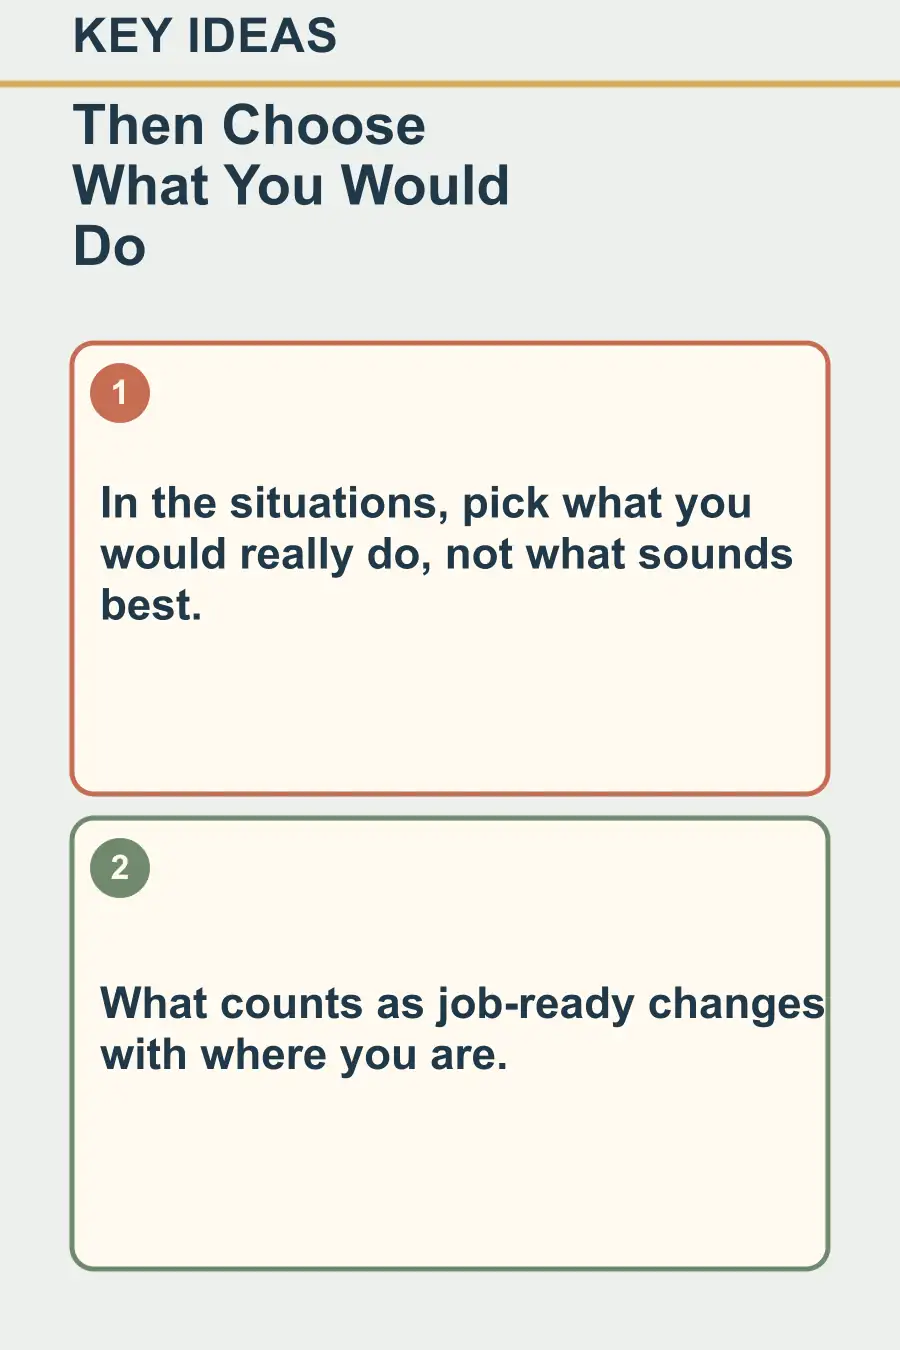 KEY IDEAS
Then Choose
What You Would
Do
1
In the situations, pick what you
would really do, not what sounds
best.
2
What counts as job-ready changes
with where you are.